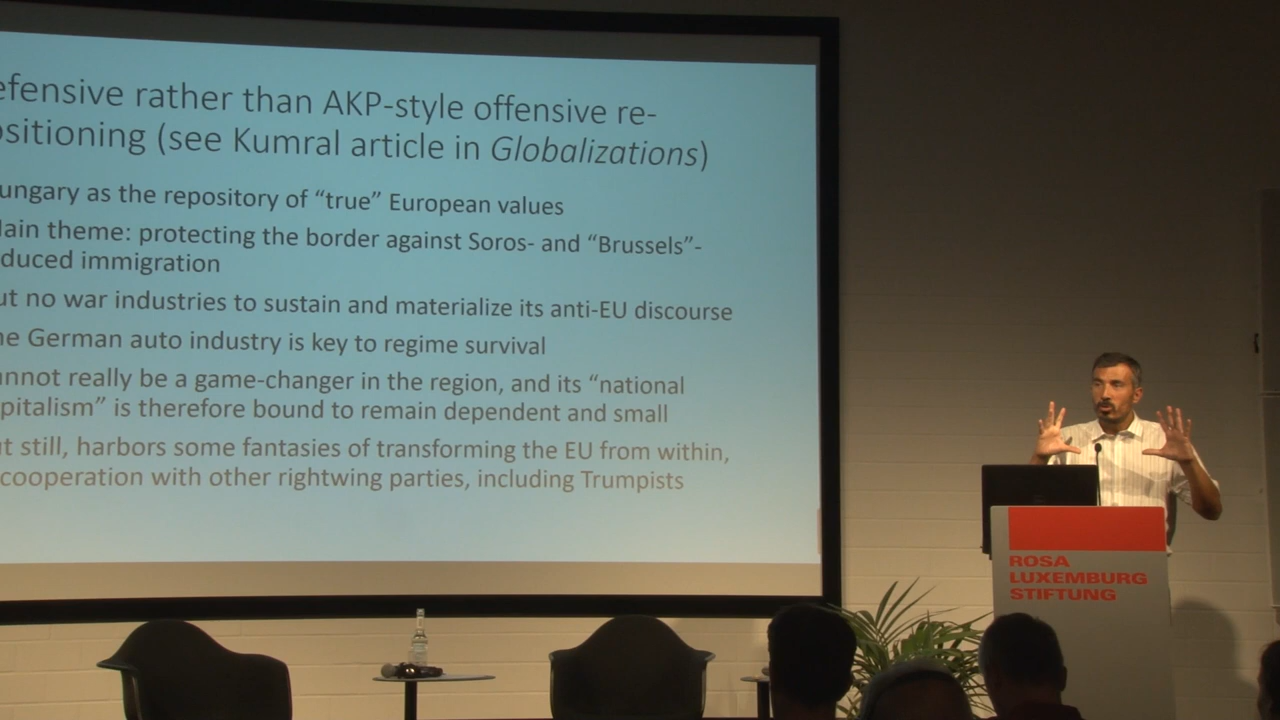 efensive rather than AKP-style offensive re-
ositioning (see Kumral article in Globalizations)
ungary as the repository of “true” European values
ain theme: protecting the border against Soros- and “Brussels”-
duced immigration
ut no war industries to sustain and materialize its anti-EU discourse
he German auto industry is key to regime survival
annot really be a game-changer in the region, and its “national
pitalism” is therefore bound to remain dependent and small
ut still, harbors some fantasies of transforming the EU from within,
cooperation with other rightwing parties, including Trumpists
ROSA
LUXEMBURG
STIFTUNG